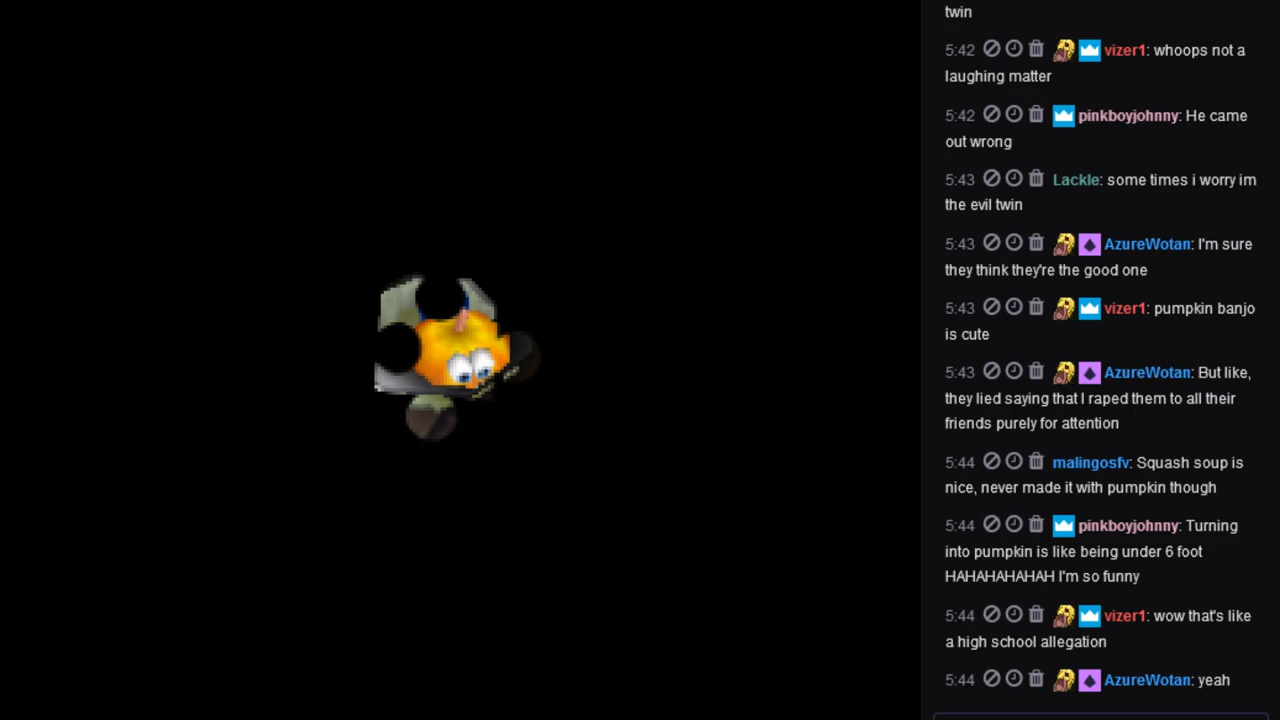 twin
5:42 vizer1: whoops not a
laughing matter
5:42 pinkboyjohnny: He came
out wrong
5:43 Lackle: some times i worry im
the evil twin
5:43 AzureWotan: I'm sure
they think they're the good one
5:43 vizer1: pumpkin banjo
is cute
5:43 AzureWotan: But like,
they lied saying that I raped them to all their
friends purely for attention
5:44 malingosfv: Squash soup is
nice, never made it with pumpkin though
5:44 pinkboyjohnny: Turning
into pumpkin is like being under 6 foot
HAHAHAHAHAH I'm so funny
5:44 vizer1: wow that's like
a high school allegation
5:44 AzureWotan: yeah